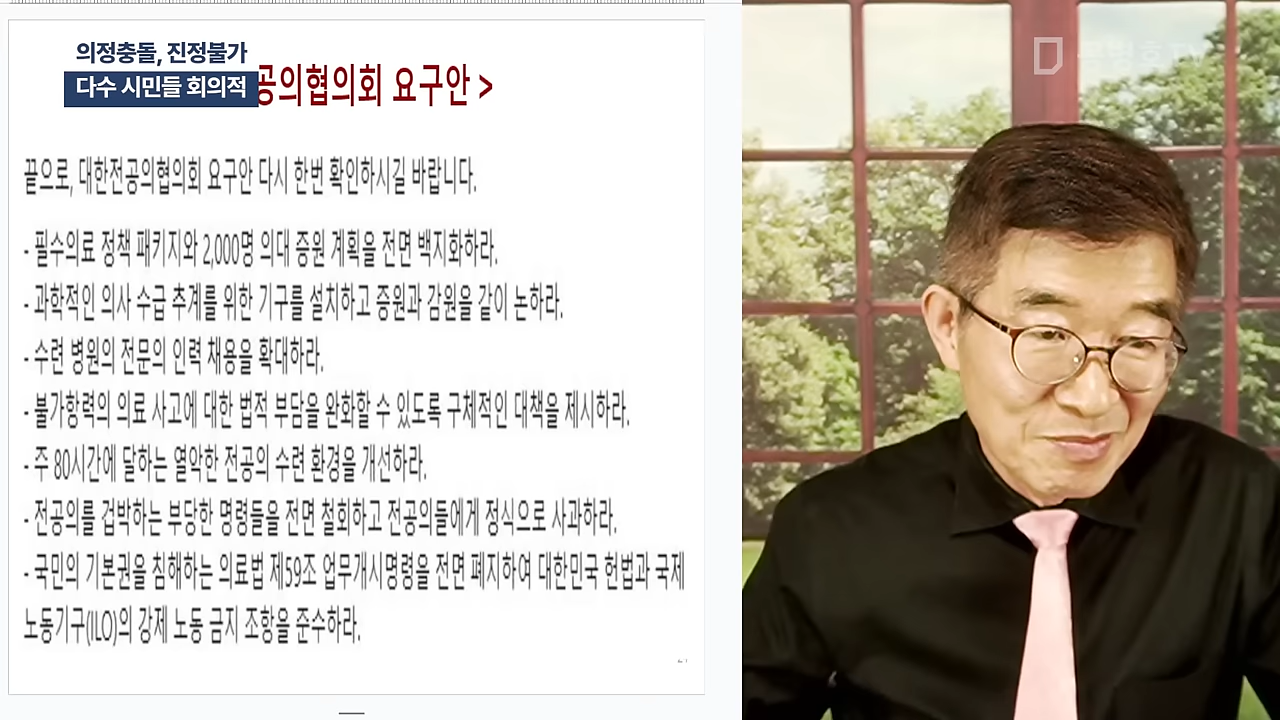 의정충돌, 진정불가
다수 시민들 회의적
공의협의회 요구안 >
끝으로, 대한전공의협의회 요구안 다시 한번 확인하시길 바랍니다.
- 필수의료 정책 패키지와 2,000명 의대 증원 계획을 전면 백지화하라.
- 과학적인 의사 수급 추계를 위한 기구를 설치하고 증원과 감원을 같이 논하라.
- 수련 병원의 전문의 인력 채용을 확대하라.
- 불가항력의 의료 사고에 대한 법적 부담을 완화할 수 있도록 구체적인 대책을 제시하라.
- 주 80시간에 달하는 열악한 전공의 수련 환경을 개선하라.
- 전공의를 겁박하는 부당한 명령들을 전면 철회하고 전공의들에게 정식으로 사과하라.
- 국민의 기본권을 침해하는 의료법 제59조 업무개시명령을 전면 폐지하여 대한민국 헌법과 국제
노동기구(ILO)의 강제 노동 금지 조항을 준수하라.